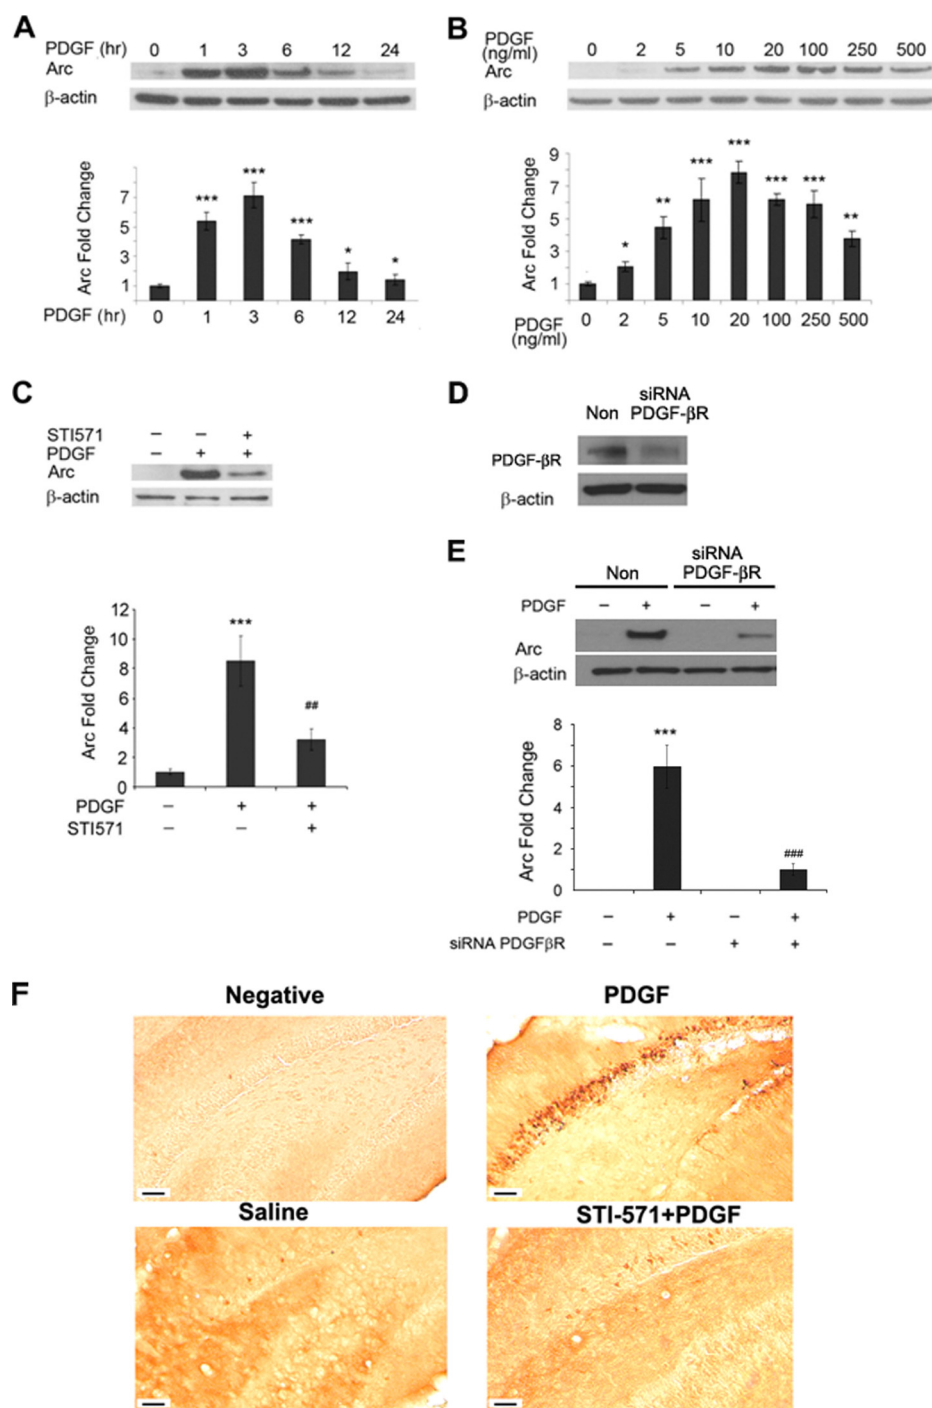 A
PDGF (hr) 0 1 3 6 12 24
Arc
β-actin
Arc Fold Change
7
5
3
1
*** *** *** * *
PDGF (hr) 0 1 3 6 12 24
B
PDGF (ng/ml) 0 2 5 10 20 100 250 500
Arc
β-actin
Arc Fold Change
9
7
5
3
1
* ** *** *** *** *** **
0 2 5 10 20 100 250 500
PDGF
(ng/ml)
C
STI571 – – +
PDGF – + +
Arc
β-actin
Arc Fold Change
12
10
8
6
4
2
0
*** ##
PDGF – + +
STI571 – – +
D
siRNA
Non PDGF-βR
PDGF-βR
β-actin
E
siRNA
Non PDGF-βR
PDGF – + – +
Arc
β-actin
Arc Fold Change
8
6
4
2
0
*** ###
PDGF – + – +
siRNA PDGFβR – – + +
F
Negative PDGF
Saline STI-571+PDGF